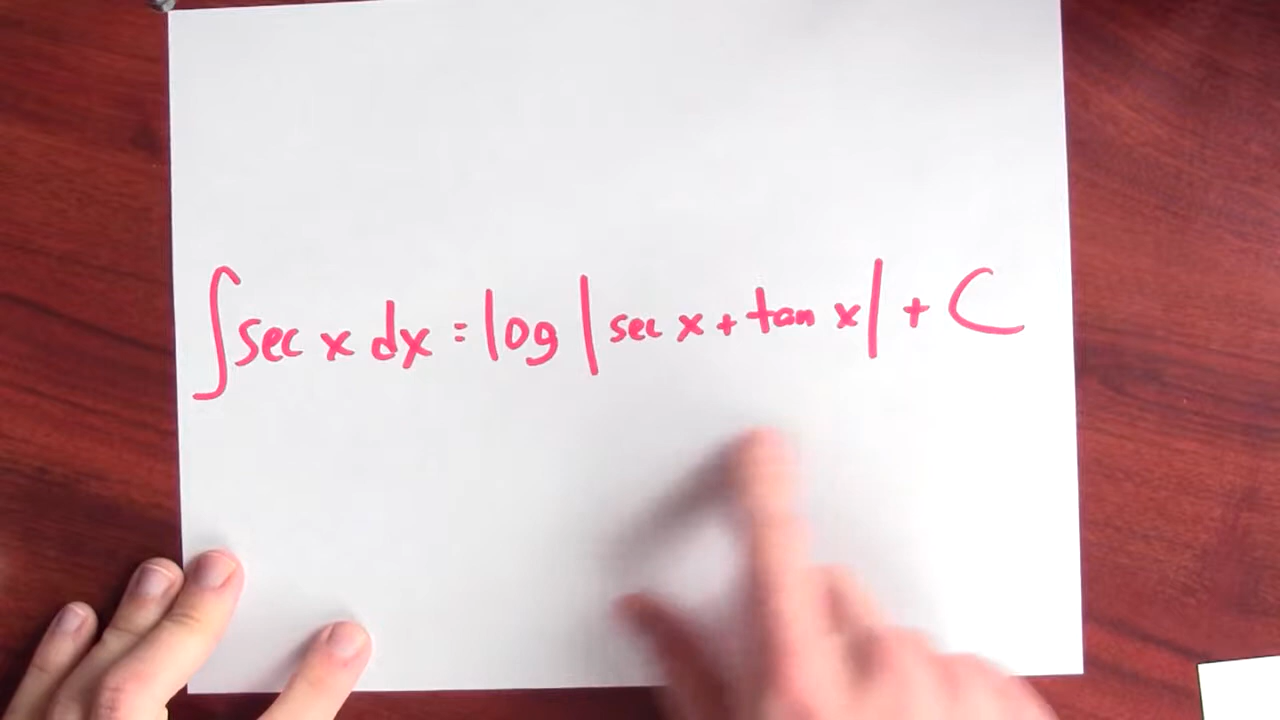 ∫sec x dx = log |sec x + tan x| + C